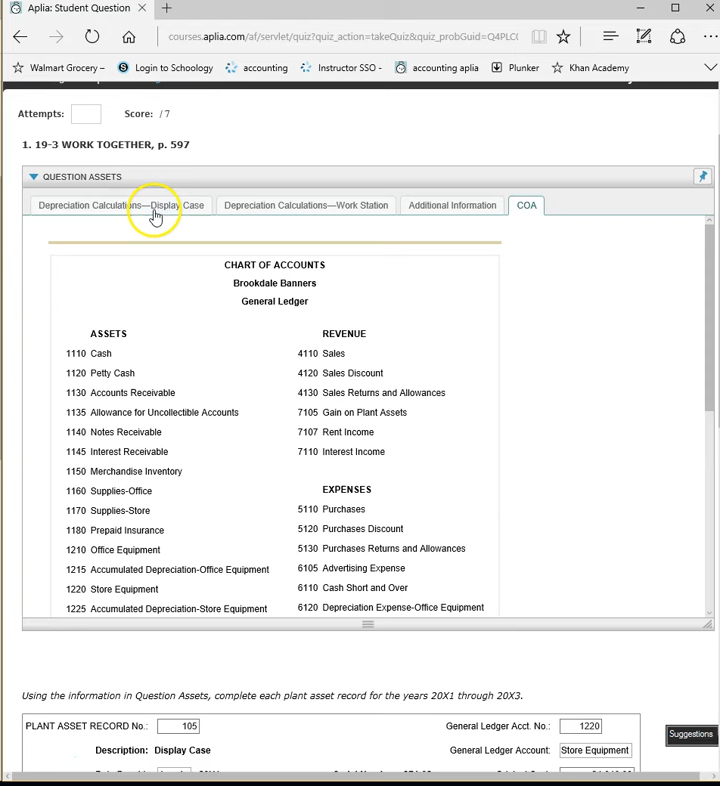 Aplia: Student Question
courses.aplia.com/af/servlet/quiz?quiz_action=takeQuiz&quiz_probGuid=Q4PLC
Walmart Grocery – Login to Schoology accounting Instructor SSO - accounting aplia Plunker Khan Academy
Attempts: Score: / 7
1. 19-3 WORK TOGETHER, p. 597
QUESTION ASSETS
Depreciation Calculations—Display Case Depreciation Calculations—Work Station Additional Information COA
CHART OF ACCOUNTS
Brookdale Banners
General Ledger
ASSETS REVENUE
1110 Cash 4110 Sales
1120 Petty Cash 4120 Sales Discount
1130 Accounts Receivable 4130 Sales Returns and Allowances
1135 Allowance for Uncollectible Accounts 7105 Gain on Plant Assets
1140 Notes Receivable 7107 Rent Income
1145 Interest Receivable 7110 Interest Income
1150 Merchandise Inventory
1160 Supplies-Office EXPENSES
1170 Supplies-Store 5110 Purchases
1180 Prepaid Insurance 5120 Purchases Discount
1210 Office Equipment 5130 Purchases Returns and Allowances
1215 Accumulated Depreciation-Office Equipment 6105 Advertising Expense
1220 Store Equipment 6110 Cash Short and Over
1225 Accumulated Depreciation-Store Equipment 6120 Depreciation Expense-Office Equipment
Using the information in Question Assets, complete each plant asset record for the years 20X1 through 20X3.
PLANT ASSET RECORD No.: 105 General Ledger Acct. No.: 1220
Suggestions
Description: Display Case General Ledger Account: Store Equipment